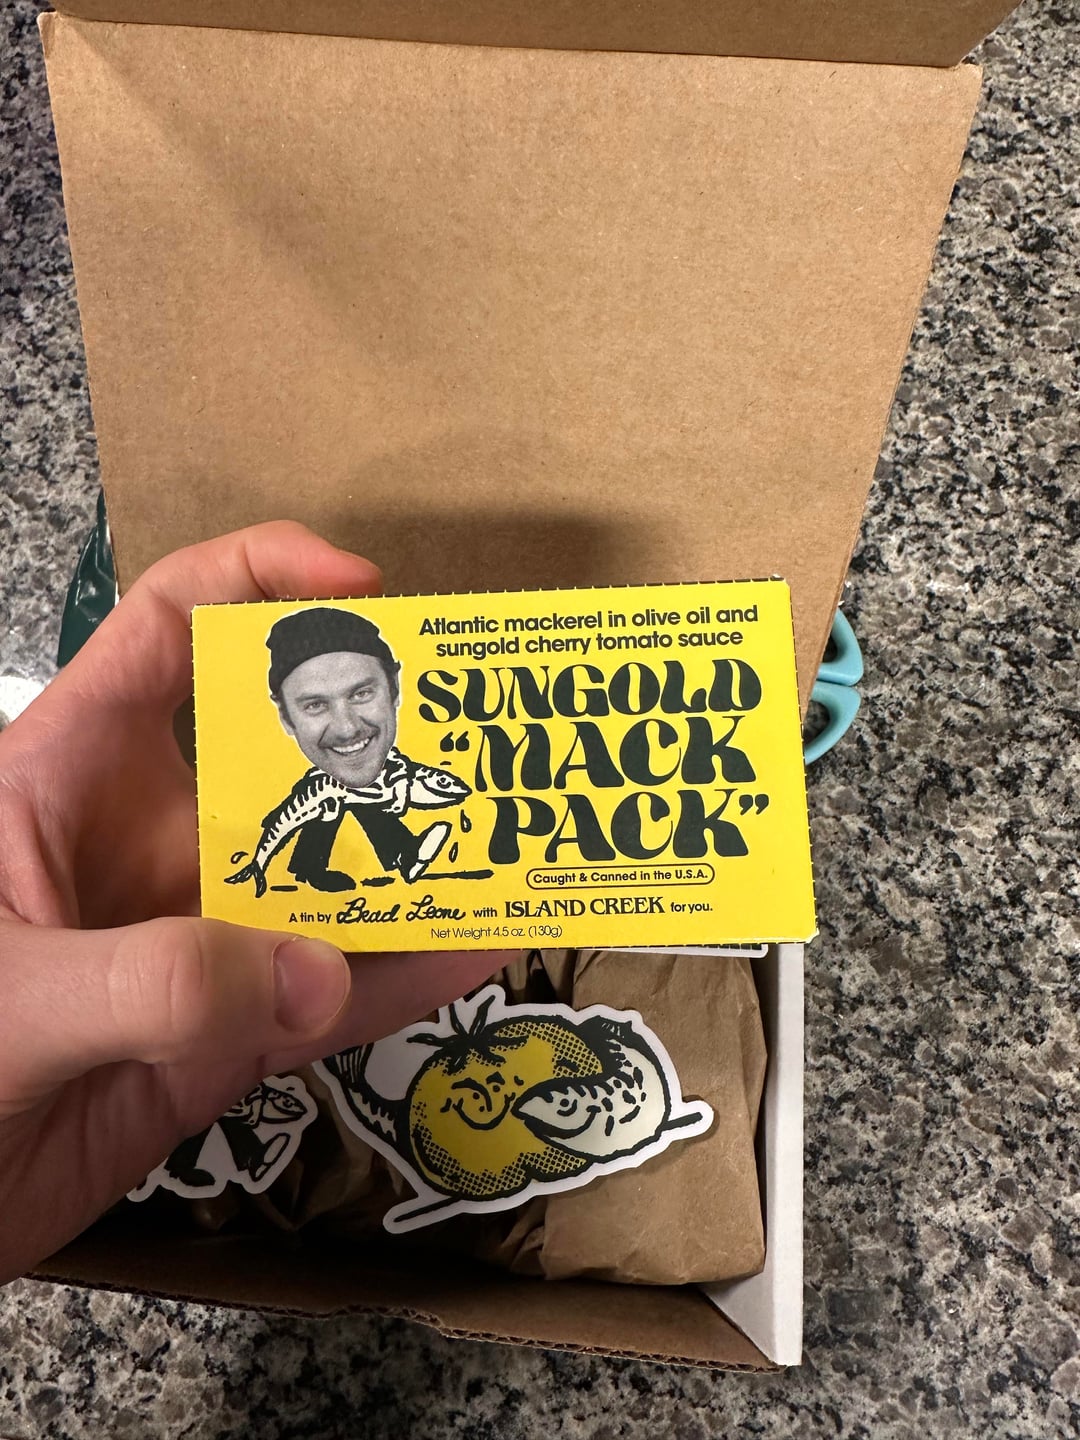 Atlantic mackerel in olive oil and
sungold cherry tomato sauce
SUNGOLD
“MACK
PACK”
Caught & Canned in the U.S.A.
A tin by Brad Leone with ISLAND CREEK for you.
Net Weight 4.5 oz. (130g)